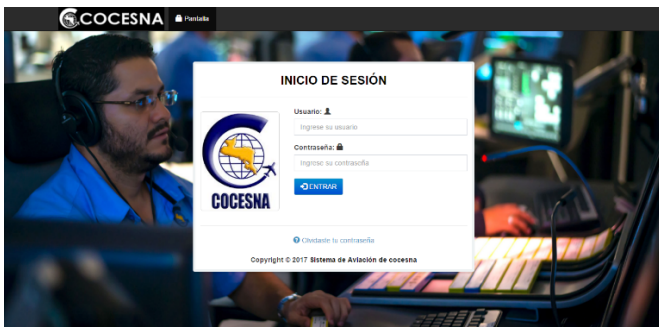 COCESNA Pantalla
INICIO DE SESIÓN
Usuario:
Ingrese su usuario
Contraseña:
Ingrese su contraseña
ENTRAR
COCESNA
Olvidaste tu contraseña
Copyright © 2017 Sistema de Aviación de cocesna